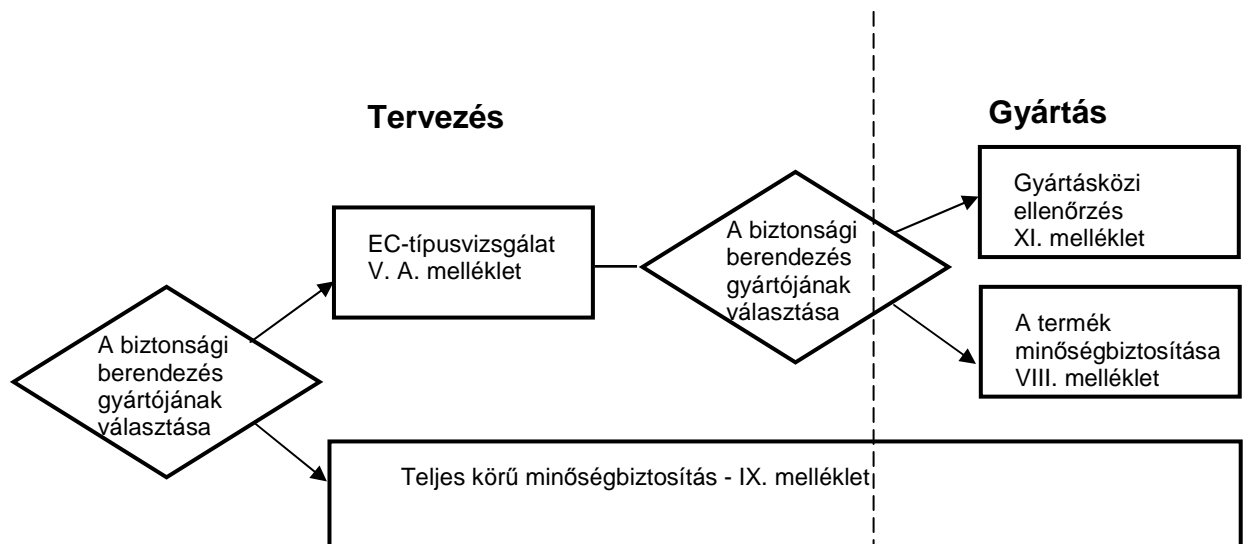 Tervezés
Gyártás
A biztonsági
berendezés
gyártójának
választása
EC-típusvizsgálat
V. A. melléklet
A biztonsági
berendezés
gyártójának
választása
Gyártásközi
ellenőrzés
XI. melléklet
A termék
minőségbiztosítása
VIII. melléklet
Teljes körű minőségbiztosítás - IX. melléklet